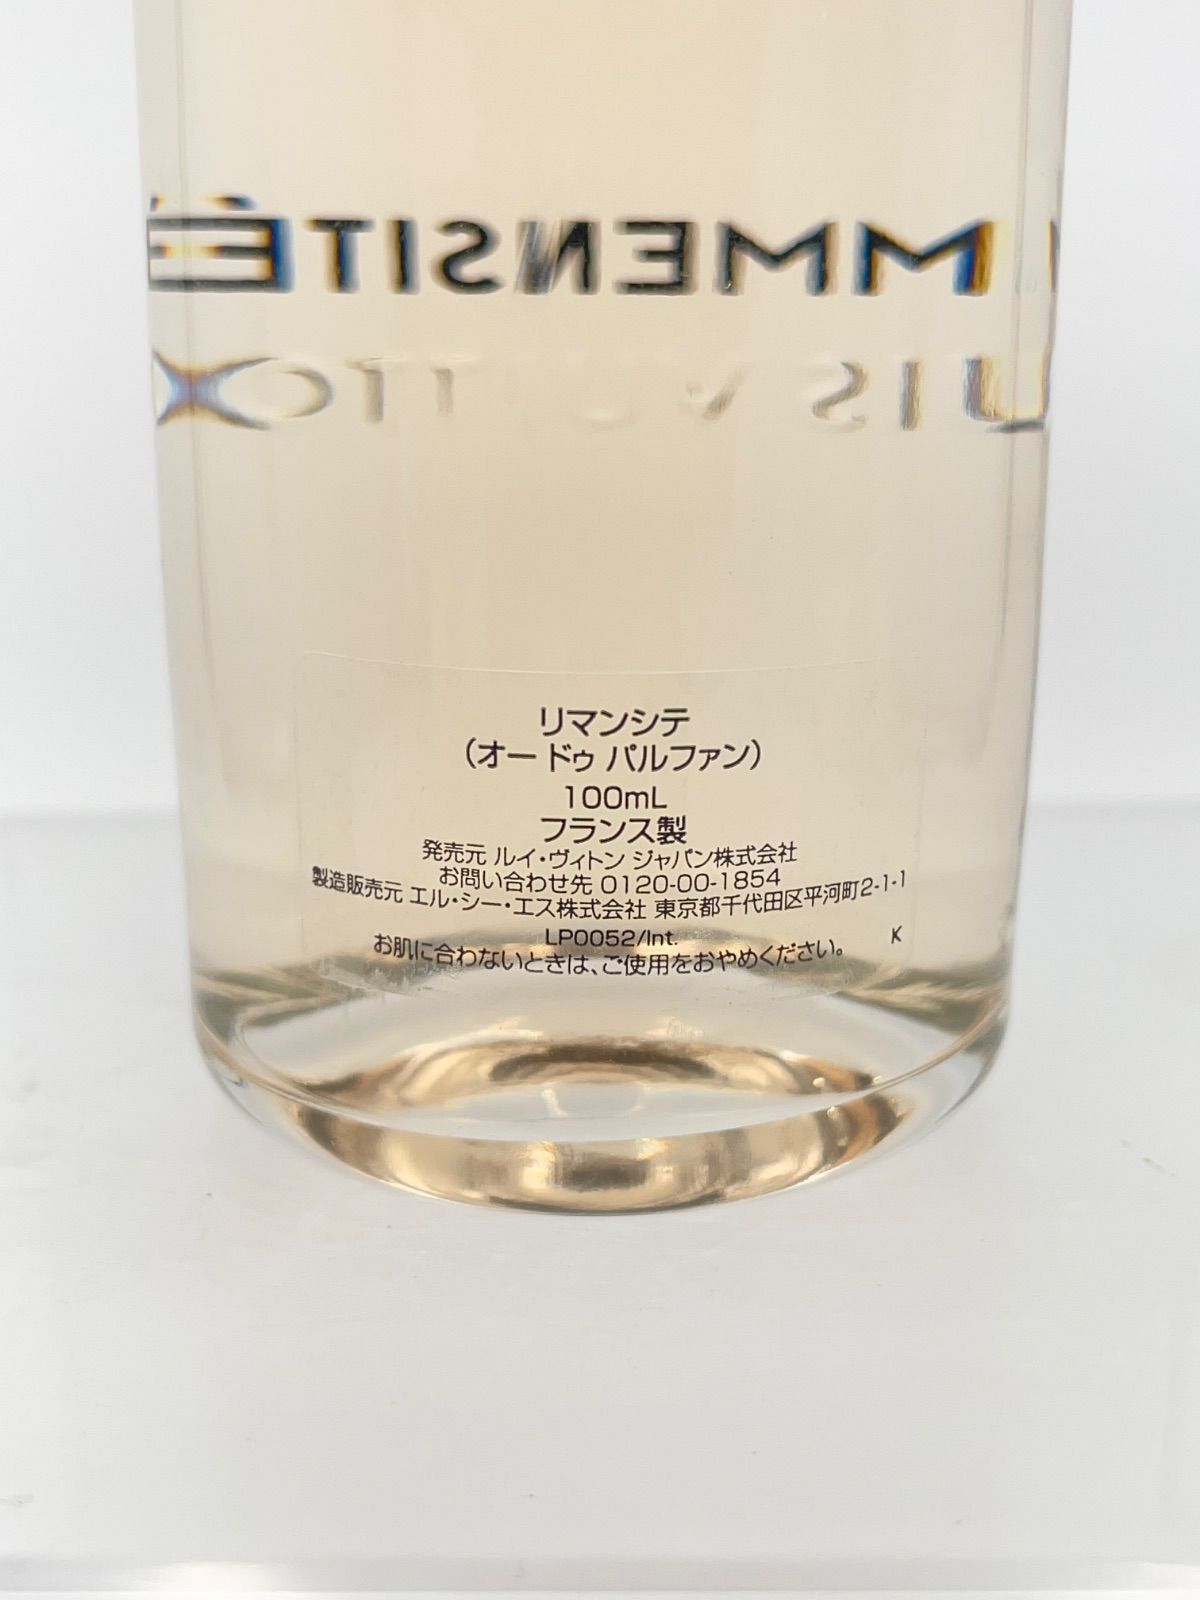 IMMENSITÉ
UIS VUITTO
リマンシテ
(オー ドゥ パルファン)
100mL
フランス製
発売元 ルイ・ヴィトン ジャパン株式会社
お問い合わせ先 0120-00-1854
製造販売元 エル・シー・エス株式会社 東京都千代田区平河町2-1-1
LP0052/Int.
K
お肌に合わないときは、ご使用をおやめください。